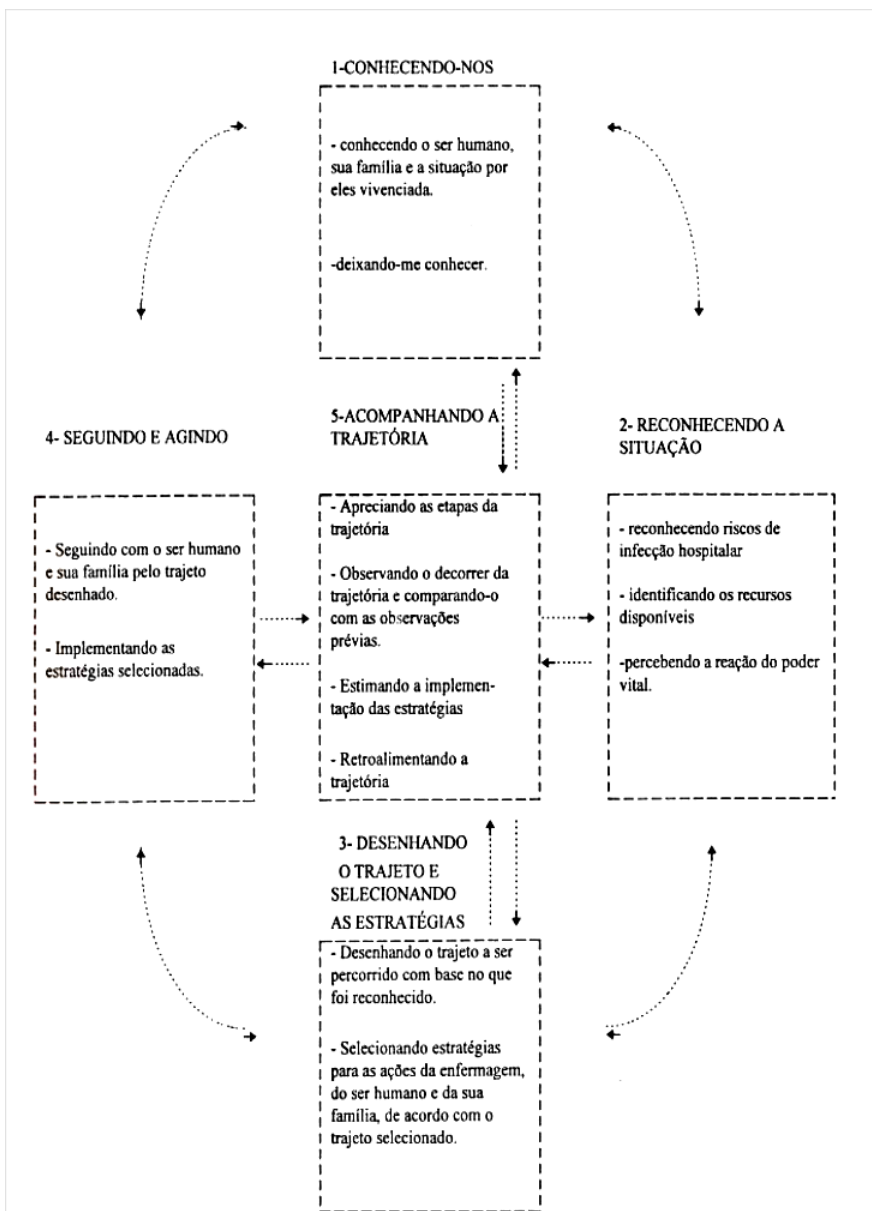 1-CONHECENDO-NOS
- conhecendo o ser humano,
sua família e a situação por
eles vivenciada.
-deixando-me conhecer.
4- SEGUINDO E AGINDO
- Seguindo com o ser humano
e sua família pelo trajeto
desenhado.
- Implementando as
estratégias selecionadas.
5-ACOMPANHANDO A
TRAJETÓRIA
- Apreciando as etapas da
trajetória
- Observando o decorrer da
trajetória e comparando-o
com as observações
prévias.
- Estimando a implemen-
tação das estratégias
- Retroalimentando a
trajetória
2- RECONHECENDO A
SITUAÇÃO
- reconhecendo riscos de
infecção hospitalar
- identificando os recursos
disponíveis
-percebendo a reação do poder
vital.
3- DESENHANDO
O TRAJETO E
SELECIONANDO
AS ESTRATÉGIAS
- Desenhando o trajeto a ser
percorrido com base no que
foi reconhecido.
- Selecionando estratégias
para as ações da enfermagem,
do ser humano e da sua
família, de acordo com o
trajeto selecionado.